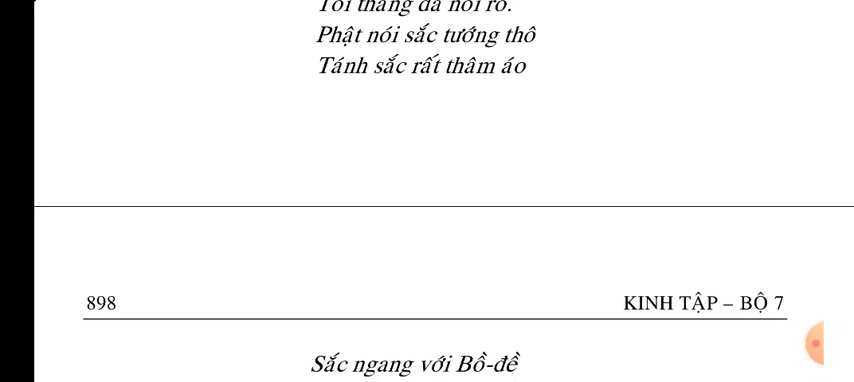 Tối thắng đã nói rõ.
Phật nói sắc tướng thô
Tánh sắc rất thâm áo
898 KINH TẬP – BỘ 7
Sắc ngang với Bồ-đề